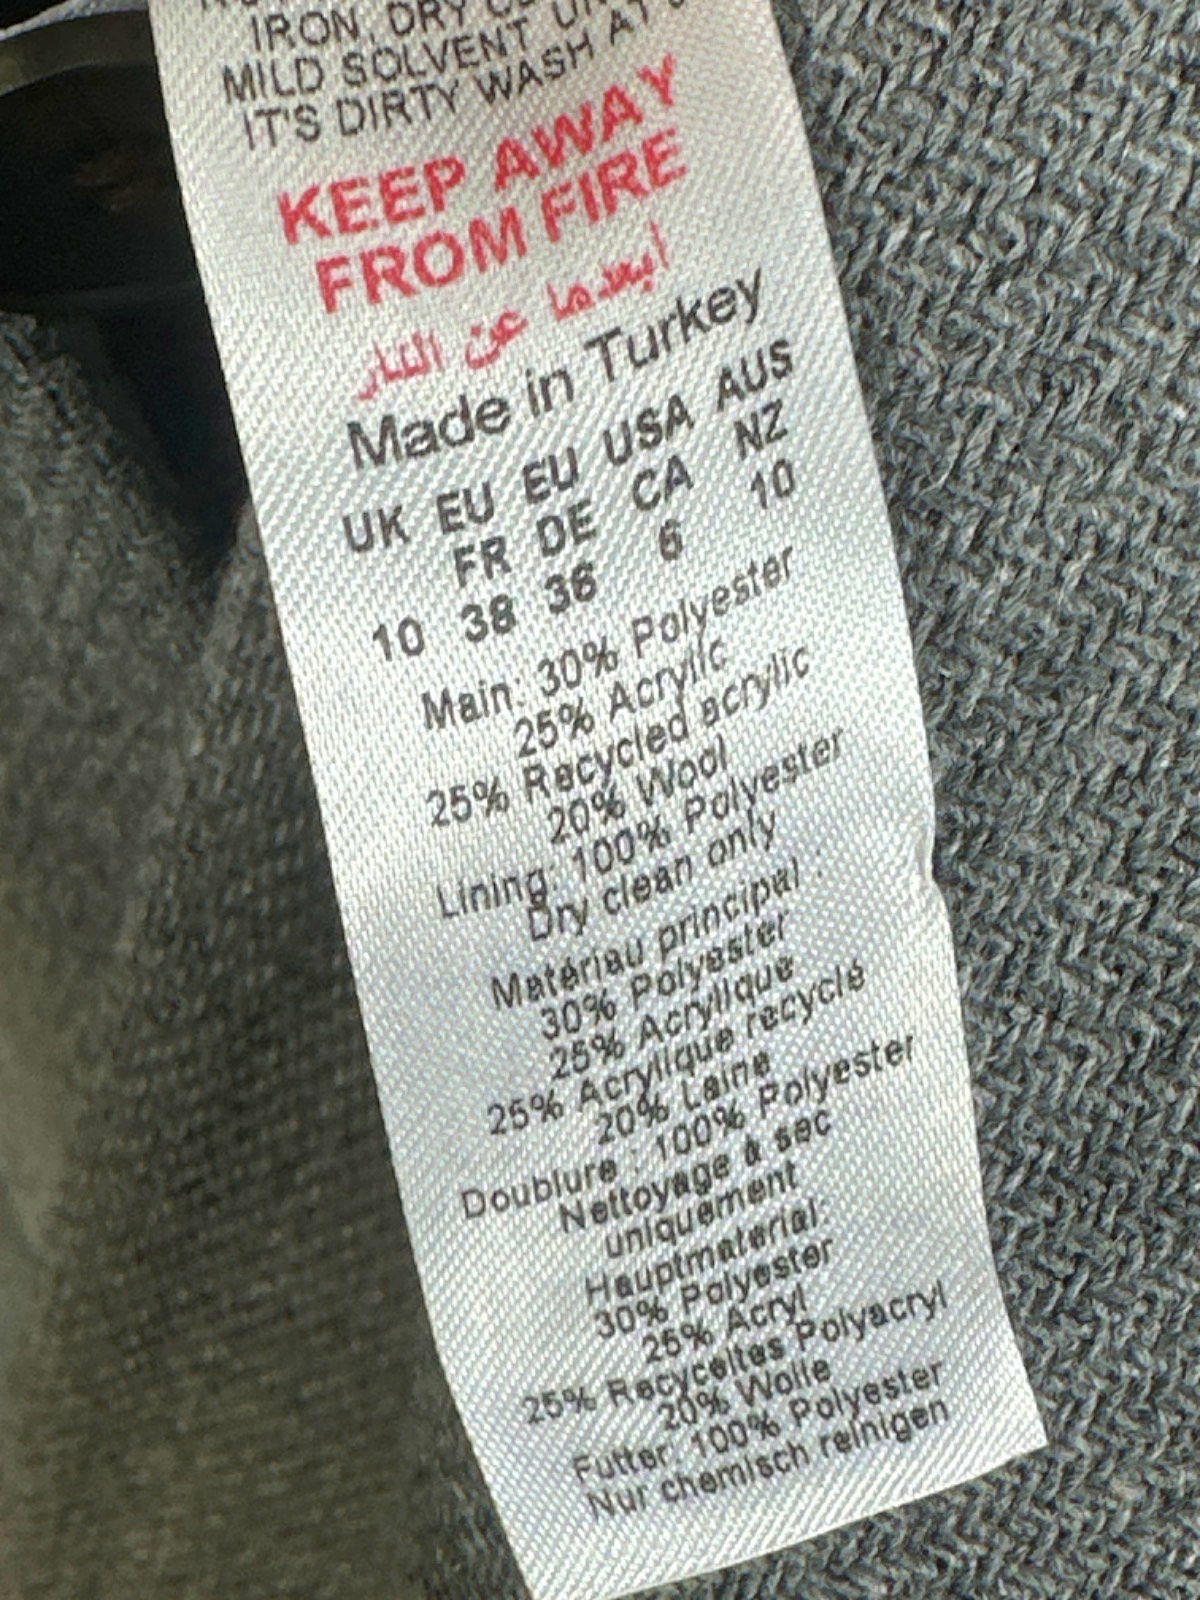 IRON, DRY
MILD SOLVENT
IT'S DIRTY WASH AT
KEEP AWAY
FROM FIRE
ابعدها عن النار
Made in Turkey
UK EU EU USA AUS
FR DE CA NZ
10 38 36 6 10
Main: 30% Polyester
25% Acrylic
25% Recycled acrylic
20% Wool
Lining: 100% Polyester
Dry clean only
Matériau principal :
30% Polyester
25% Acrylique
25% Acrylique recyclé
20% Laine
Doublure : 100% Polyester
Nettoyage à sec
uniquement
Hauptmaterial:
30% Polyester
25% Acryl
25% Recyceltes Polyacryl
20% Wolle
Futter: 100% Polyester
Nur chemisch reinigen